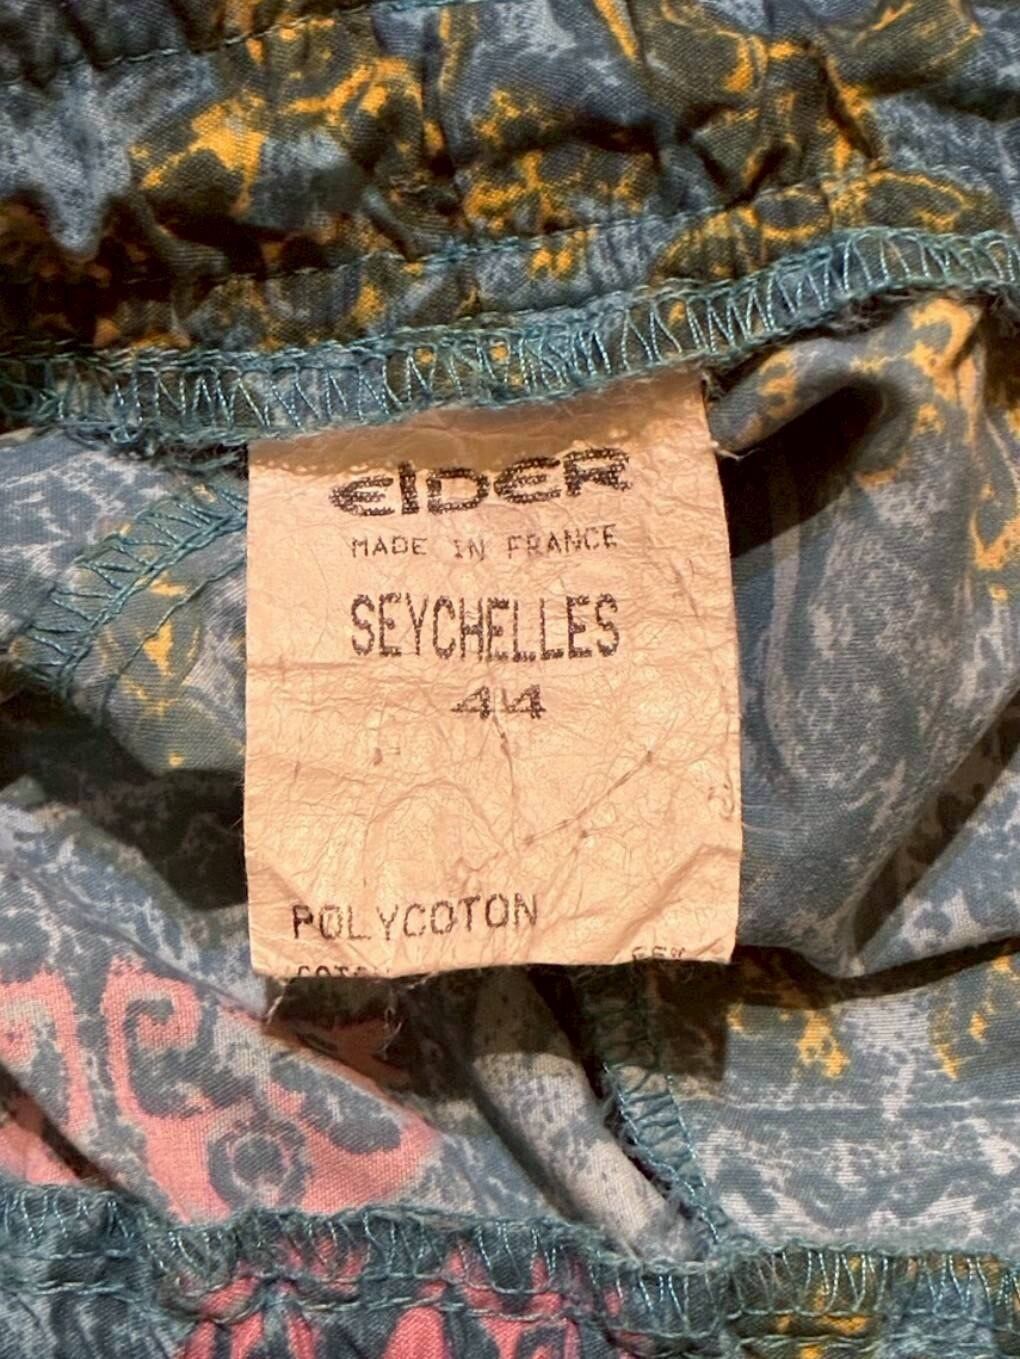 EIDER
MADE IN FRANCE
SEYCHELLES
44
POLYCOTON